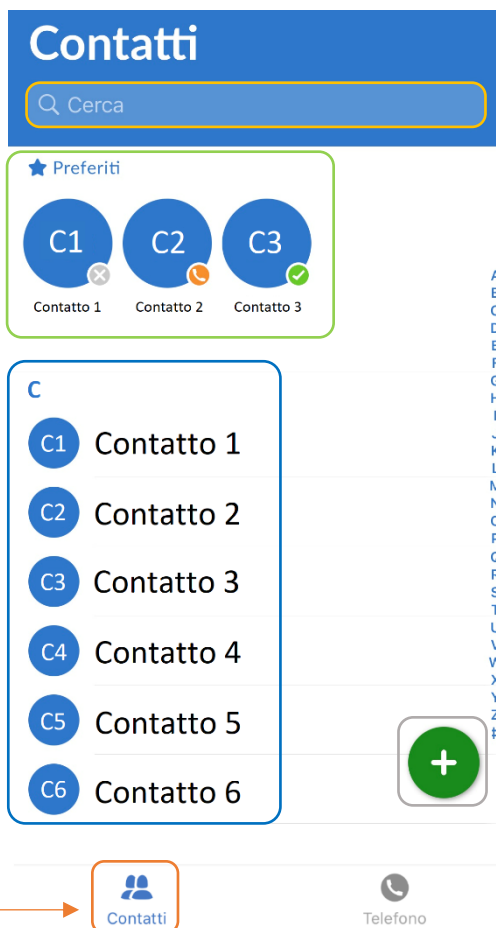 Contatti
Cerca
Preferiti
C1 C2 C3
Contatto 1 Contatto 2 Contatto 3
C
C1 Contatto 1
C2 Contatto 2
C3 Contatto 3
C4 Contatto 4
C5 Contatto 5
C6 Contatto 6
A
B
C
D
E
F
G
H
I
J
K
L
M
N
O
P
Q
R
S
T
U
V
W
X
Y
Z
#
+
Contatti Telefono